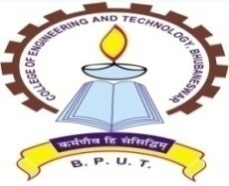 COLLEGE OF ENGINEERING AND TECHNOLOGY, BHUBANESWAR
कर्मणैव हि संसिद्धिम्
B. P. U. T.